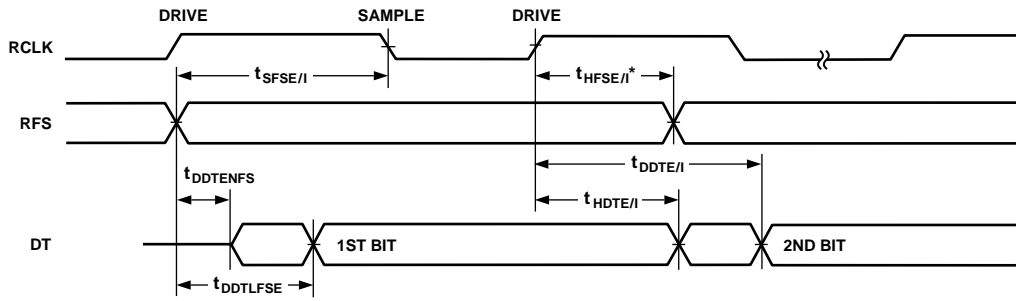 DRIVE SAMPLE DRIVE
RCLK
tSFSE/I tHFSE/I*
RFS
tDDTE/I
tDDTENFS
tHDTE/I
DT 1ST BIT 2ND BIT
tDDTLFSE